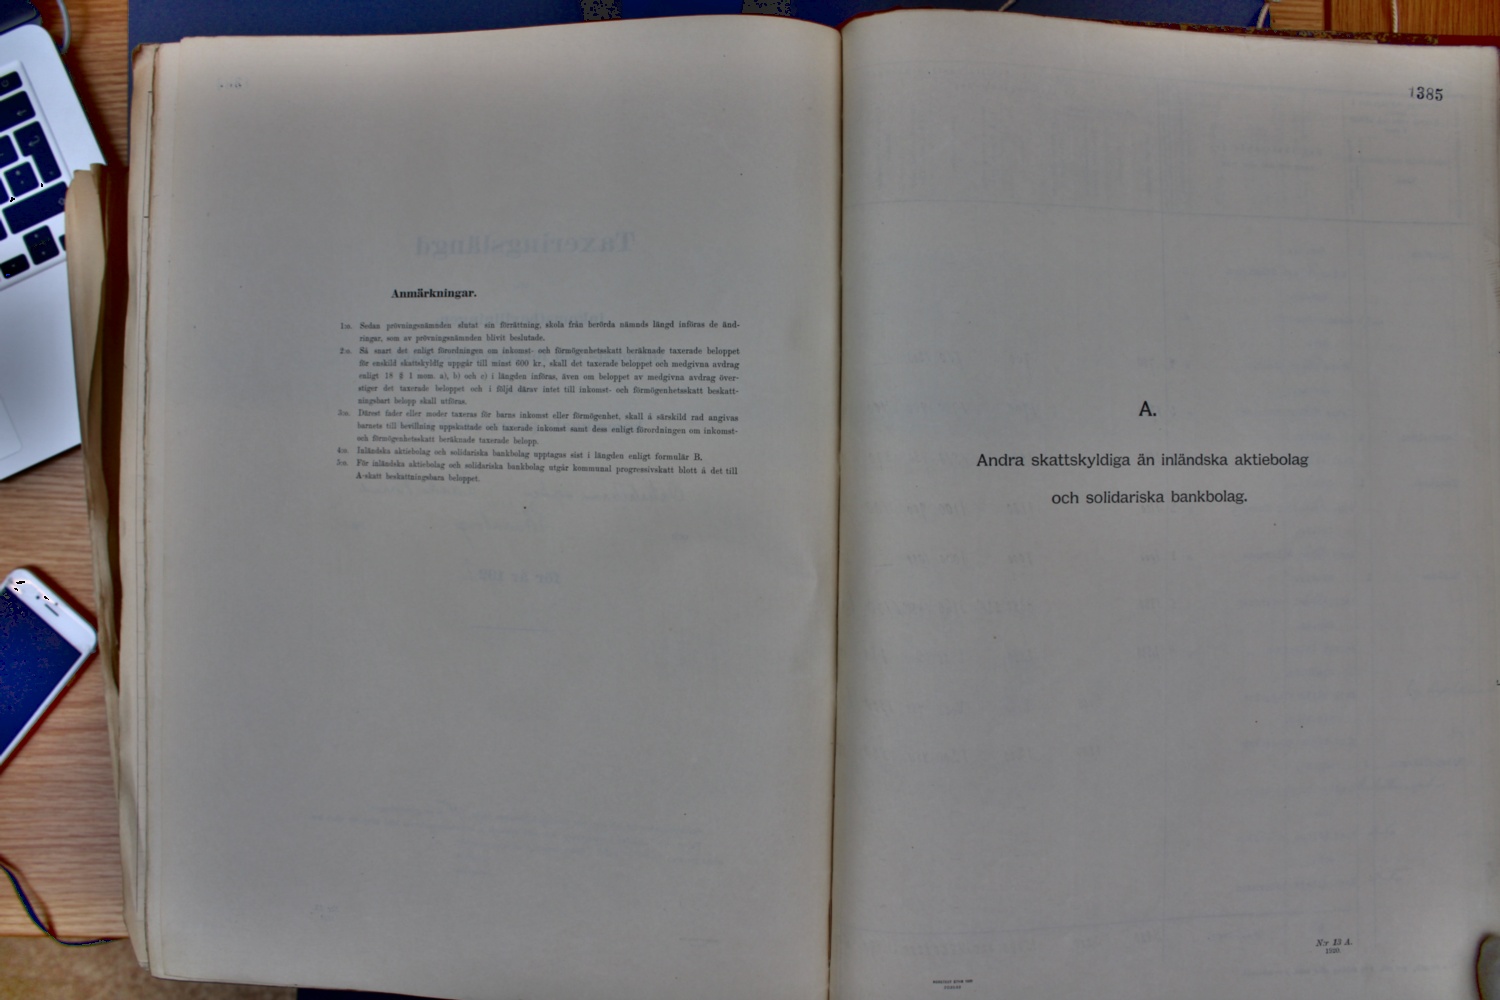 Anmärkningar.
1:o. Sedan prövningsnämnden slutat sin förrättning, skola från berörda nämnds längd införas de änd-
ringar, som av prövningsnämnden blivit beslutade.
2:o. Så snart det enligt förordningen om inkomst- och förmögenhetsskatt beräknade taxerade beloppet
för enskild skattskyldig uppgår till minst 600 kr., skall det taxerade beloppet och medgivna avdrag
enligt 18 § 1 mom. a), b) och c) i längden införas, även om beloppet av medgivna avdrag över-
stiger det taxerade beloppet och i följd därav intet till inkomst- och förmögenhetsskatt beskatt-
ningsbart belopp skall utföras.
3:o. Därest fader eller moder taxeras för barns inkomst eller förmögenhet, skall å särskild rad angivas
barnets till bevillning uppskattade och taxerade inkomst samt dess enligt förordningen om inkomst-
och förmögenhetsskatt beräknade taxerade belopp.
4:o. Inländska aktiebolag och solidariska bankbolag upptagas sist i längden enligt formulär B.
5:o. För inländska aktiebolag och solidariska bankbolag utgår kommunal progressivskatt blott å det till
A-skatt beskattningsbara beloppet.
1385
A.
Andra skattskyldiga än inländska aktiebolag
och solidariska bankbolag.
N:r 13 A.
1920